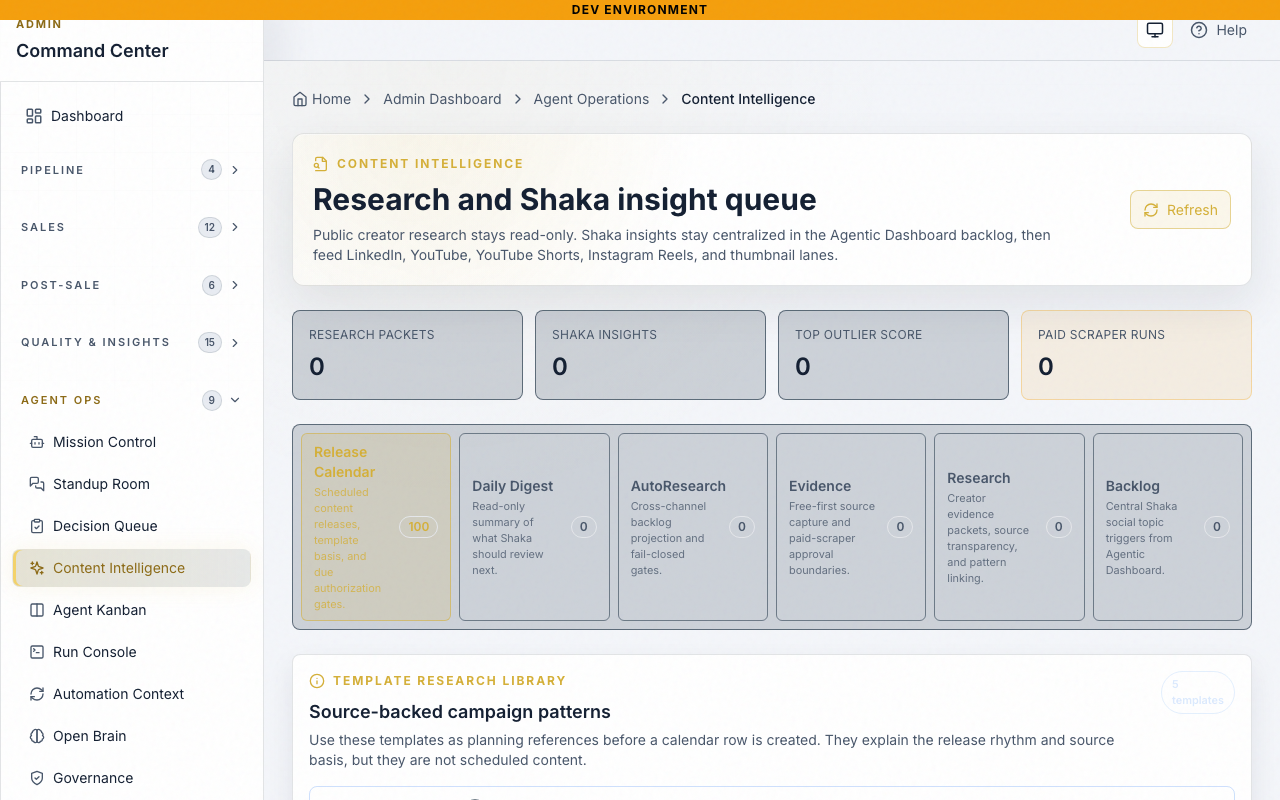 DEV ENVIRONMENT
ADMIN
Command Center
Help
Dashboard
PIPELINE 4
SALES 12
POST-SALE 6
QUALITY & INSIGHTS 15
AGENT OPS 9
Mission Control
Standup Room
Decision Queue
Content Intelligence
Agent Kanban
Run Console
Automation Context
Open Brain
Governance
Home
Admin Dashboard
Agent Operations
Content Intelligence
CONTENT INTELLIGENCE
Research and Shaka insight queue
Public creator research stays read-only. Shaka insights stay centralized in the Agentic Dashboard backlog, then
feed LinkedIn, YouTube, YouTube Shorts, Instagram Reels, and thumbnail lanes.
Refresh
RESEARCH PACKETS
0
SHAKA INSIGHTS
0
TOP OUTLIER SCORE
0
PAID SCRAPER RUNS
0
Release
Calendar
Scheduled
content
releases,
template
basis, and
due
authorization
gates.
100
Daily Digest
Read-only
summary of
what Shaka
should review
next.
0
AutoResearch
Cross-channel
backlog
projection and
fail-closed
gates.
0
Evidence
Free-first source
capture and
paid-scraper
approval
boundaries.
0
Research
Creator
evidence
packets, source
transparency,
and pattern
linking.
0
Backlog
Central Shaka
social topic
triggers from
Agentic
Dashboard.
0
TEMPLATE RESEARCH LIBRARY
Source-backed campaign patterns
Use these templates as planning references before a calendar row is created. They explain the release rhythm and source
basis, but they are not scheduled content.
5
templates